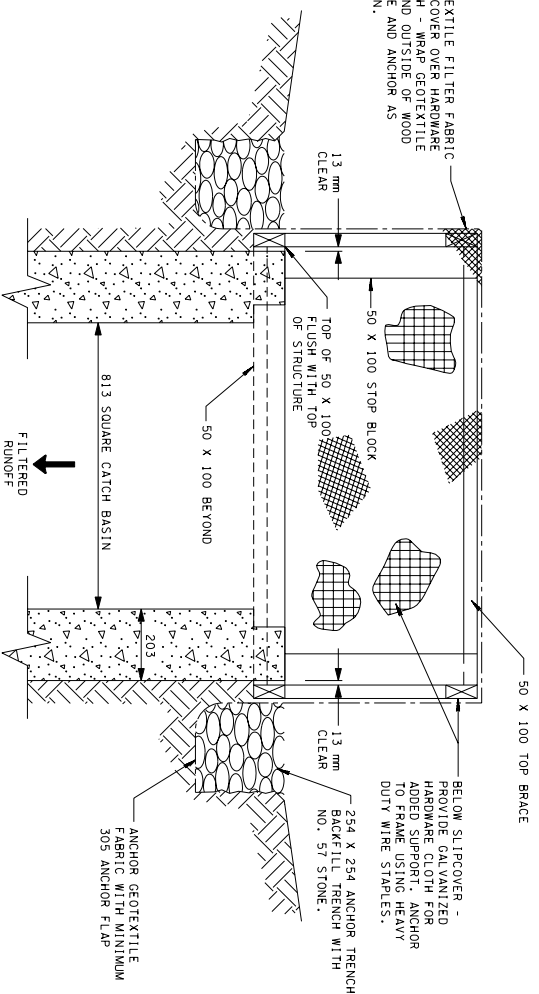 EXTILE FILTER FABRIC
COVER OVER HARDWARE
H - WRAP GEOTEXTILE
ND OUTSIDE OF WOOD
E AND ANCHOR AS
N.
13 mm
CLEAR
50 X 100 STOP BLOCK
TOP OF 50 X 100
FLUSH WITH TOP
OF STRUCTURE
50 X 100 BEYOND
813 SQUARE CATCH BASIN
FILTERED
RUNOFF
203
50 X 100 TOP BRACE
BELOW SLIPCOVER -
PROVIDE GALVANIZED
HARDWARE CLOTH FOR
ADDED SUPPORT. ANCHOR
TO FRAME USING HEAVY
DUTY WIRE STAPLES.
13 mm
CLEAR
254 X 254 ANCHOR TRENCH
BACKFILL TRENCH WITH
NO. 57 STONE.
ANCHOR GEOTEXTILE
FABRIC WITH MINIMUM
305 ANCHOR FLAP